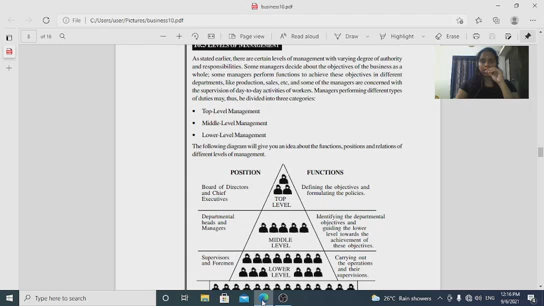 business10.pdf
File | C:/Users/user/Pictures/business10.pdf
Page view
Read aloud
Draw
Highlight
Erase
16.3 LEVELS OF MANAGEMENT
As stated earlier, there are certain levels of management with varying degree of authority
and responsibilities. Some managers decide about the objectives of the business as a
whole; some managers perform functions to achieve these objectives in different
departments, like production, sales, etc, and some of the managers are concerned with
the supervision of day-to-day activities of workers. Managers performing different types
of duties may, thus, be divided into three categories:
• Top-Level Management
• Middle-Level Management
• Lower-Level Management
The following diagram will give you an idea about the functions, positions and relations of
different levels of management.
POSITION FUNCTIONS
Board of Directors
and Chief
Executives
TOP
LEVEL
Defining the objectives and
formulating the policies.
Departmental
heads and
Managers
MIDDLE
LEVEL
Identifying the departmental
objectives and
guiding the lower
level towards the
achievement of
these objectives.
Supervisors
and Foremen
LOWER
LEVEL
Carrying out
the operations
and their
supervisions.
Type here to search
26°C Rain showers
ENG
12:16 PM
9/6/2021